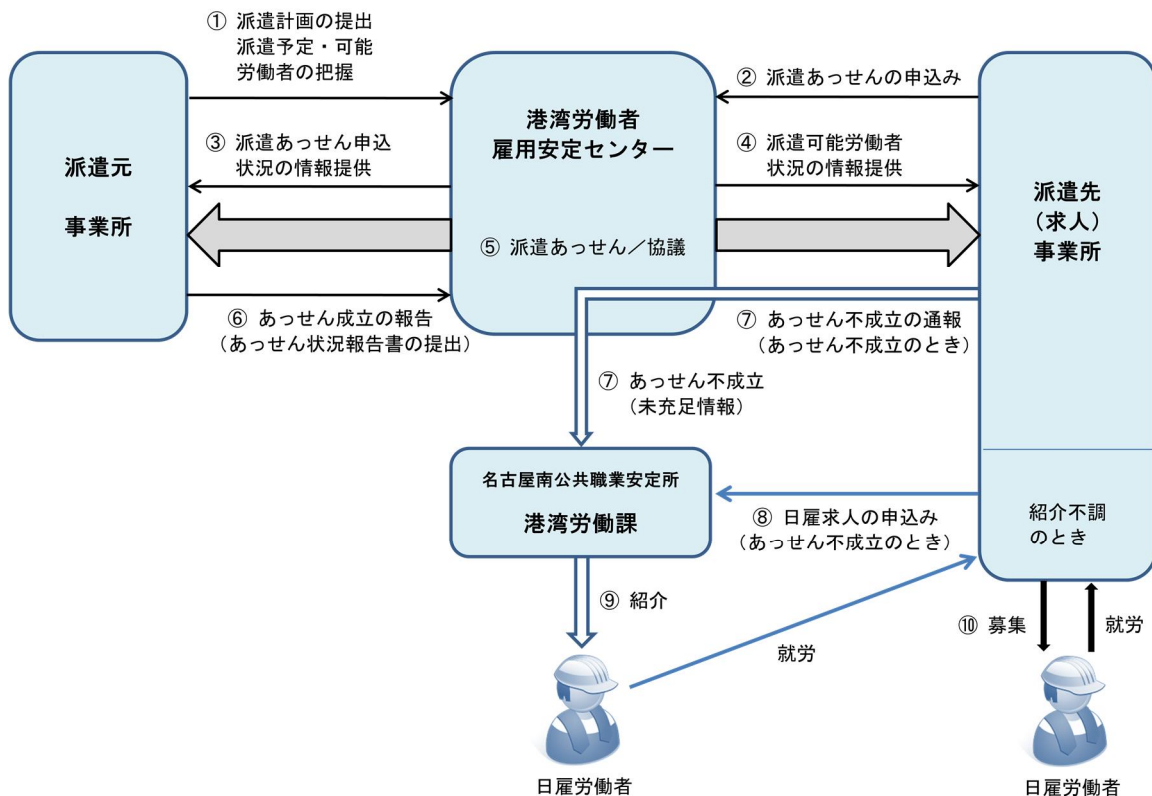 ① 派遣計画の提出
派遣予定・可能
労働者の把握
② 派遣あっせんの申込み
港湾労働者
雇用安定センター
③ 派遣あっせん申込
状況の情報提供
④ 派遣可能労働者
状況の情報提供
派遣元
事業所
派遣先
(求人)
事業所
⑤ 派遣あっせん／協議
⑥ あっせん成立の報告
(あっせん状況報告書の提出)
⑦ あっせん不成立の通報
(あっせん不成立のとき)
⑦ あっせん不成立
(未充足情報)
名古屋南公共職業安定所
港湾労働課
⑧ 日雇求人の申込み
(あっせん不成立のとき)
紹介不調
のとき
⑨ 紹介
就労
⑩ 募集
就労
日雇労働者
日雇労働者